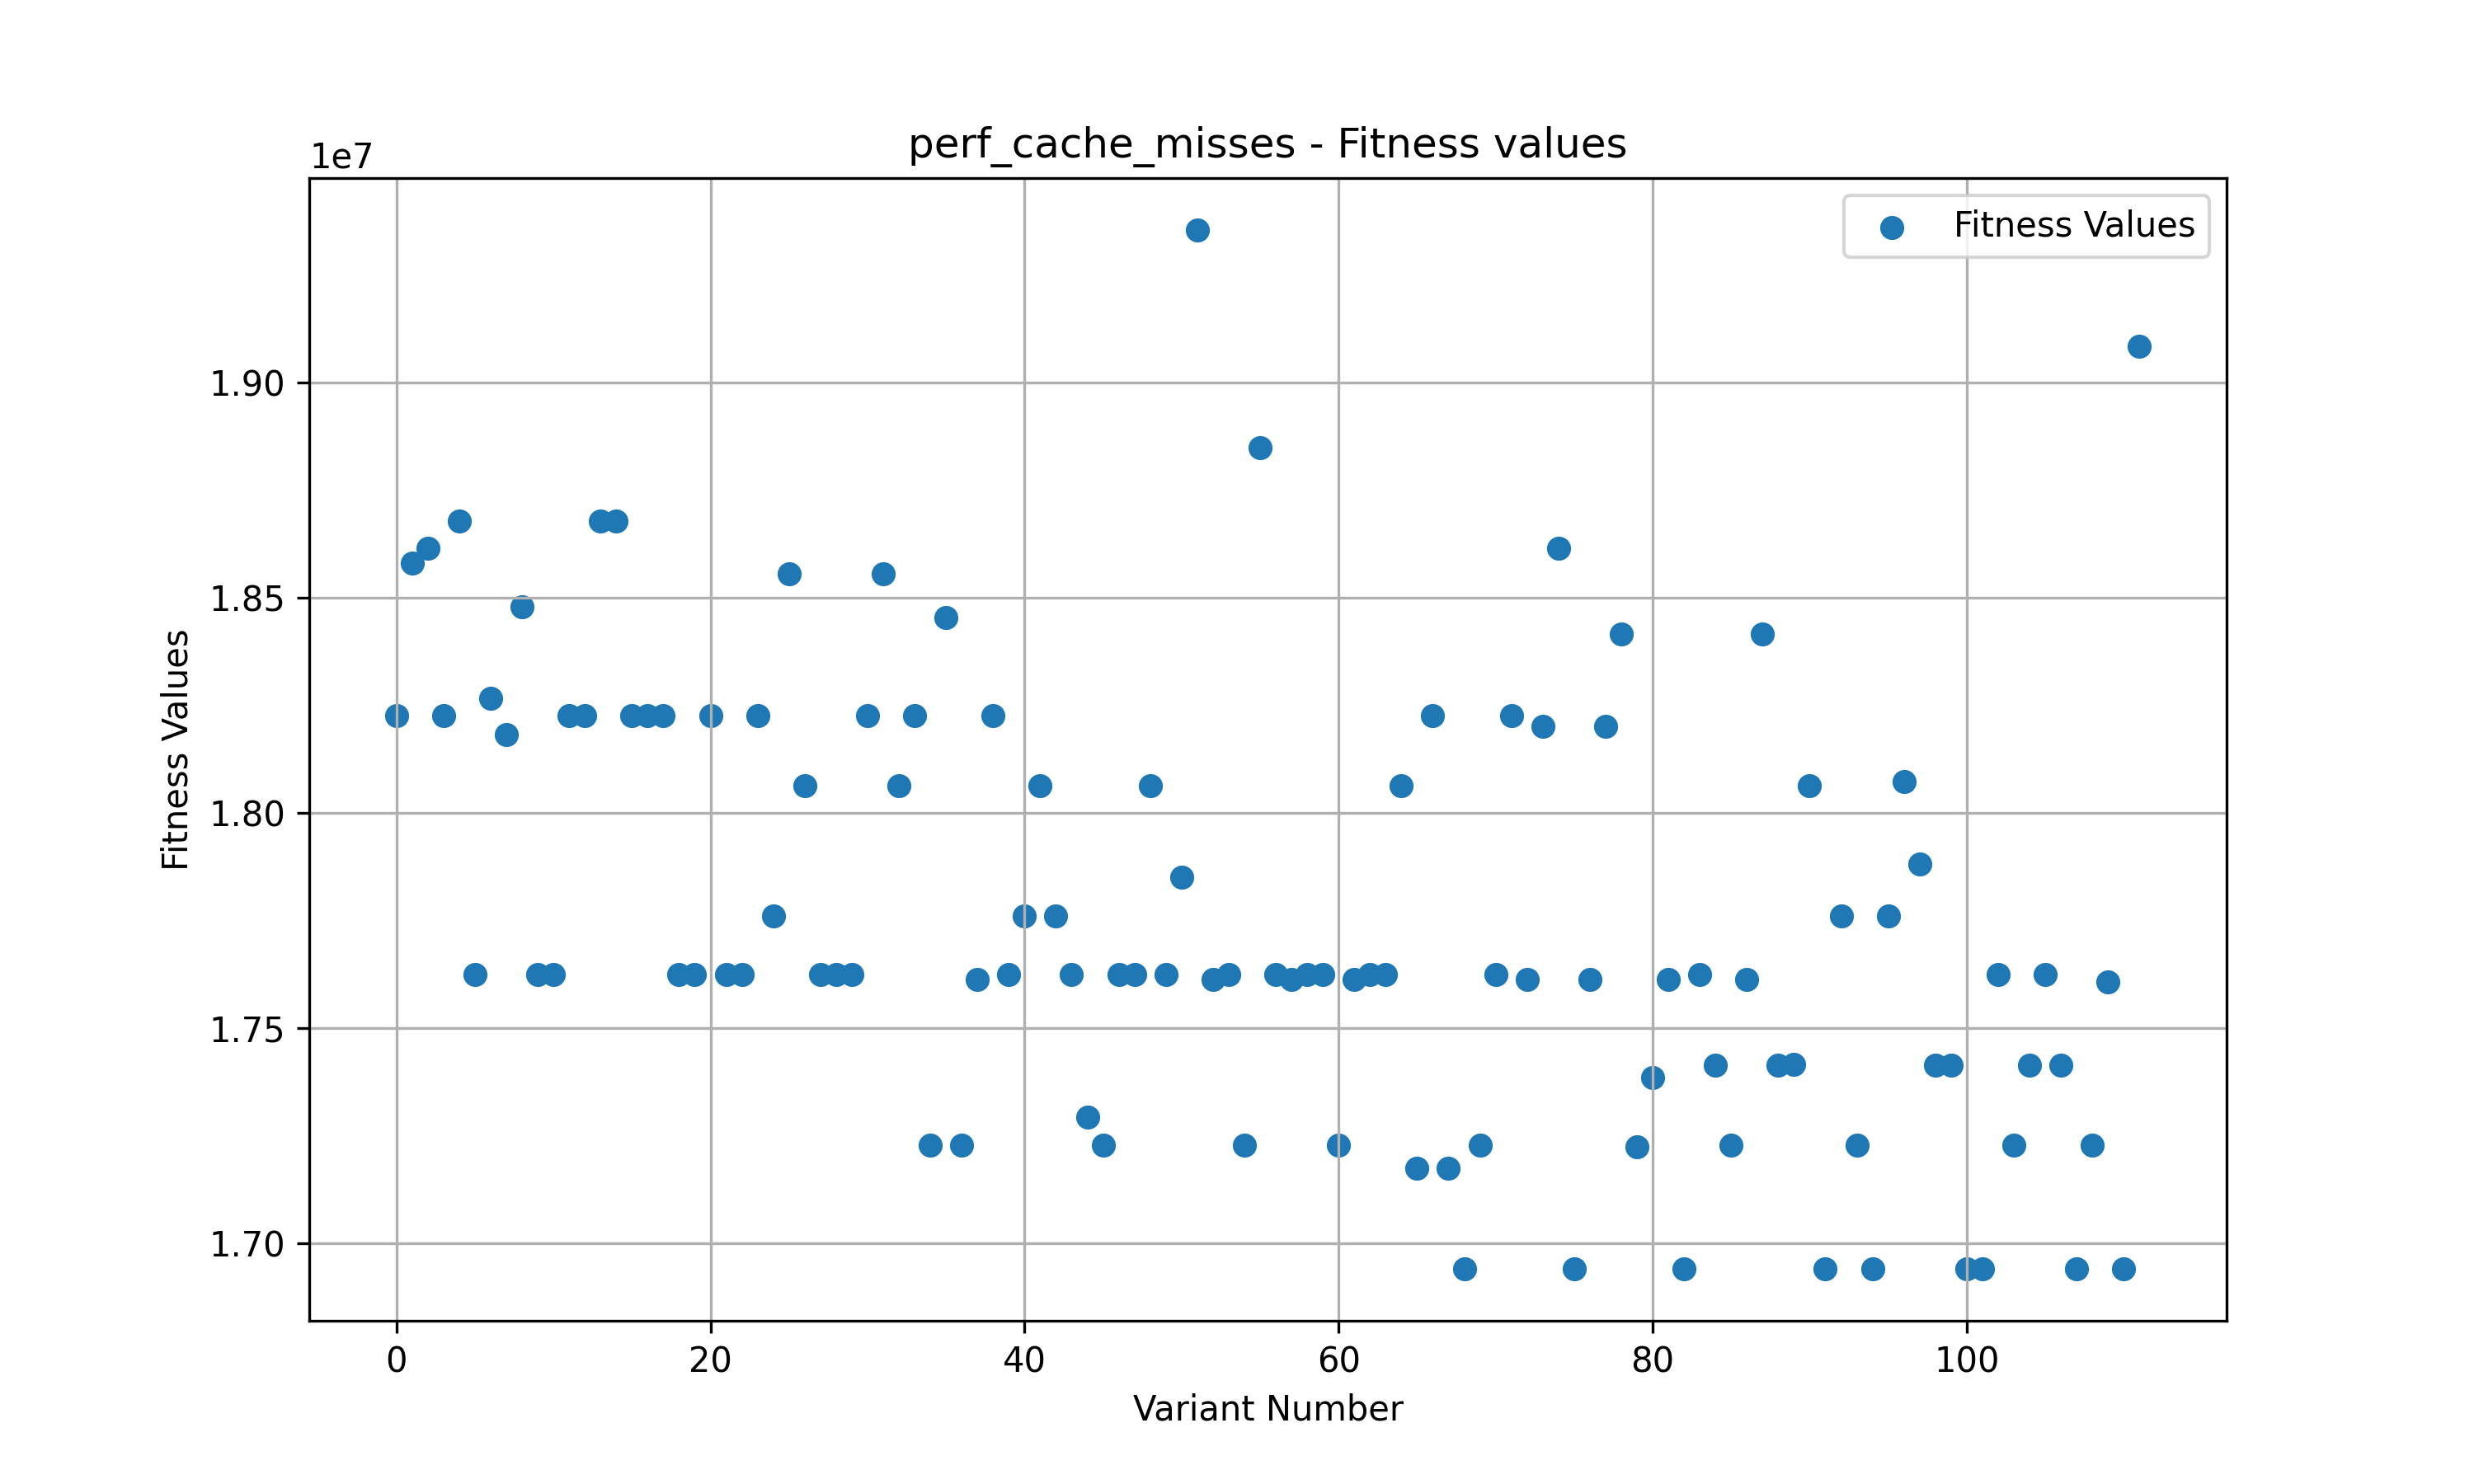 perf_cache_misses - Fitness values
1e7
Fitness Values
1.90
1.85
1.80
1.75
1.70
Fitness Values
0 20 40 60 80 100
Variant Number